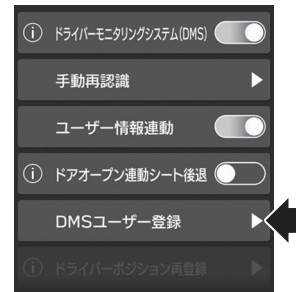 ドライバーモニタリングシステム(DMS)
手動再認識
ユーザー情報連動
ドアオープン連動シート後退
DMSユーザー登録
ドライバーポジション再登録